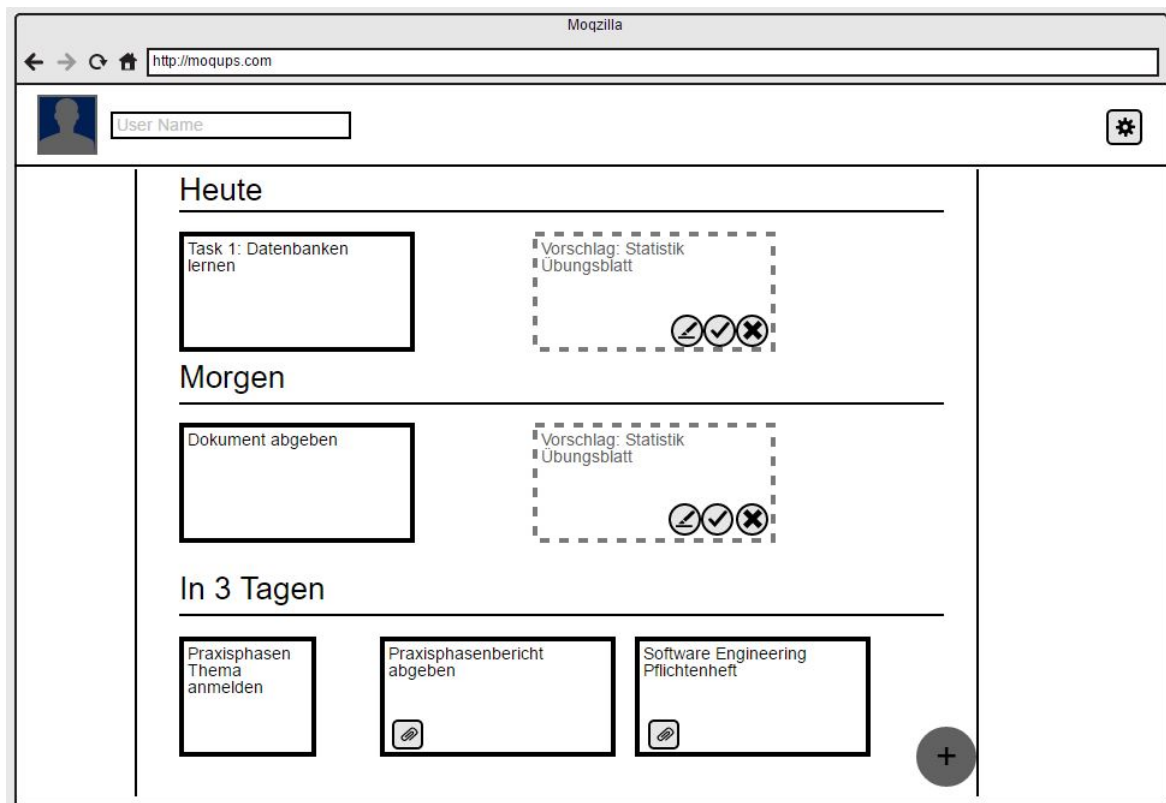 Moqzilla
http://moqups.com
User Name
Heute
Task 1: Datenbanken
lernen
Vorschlag: Statistik
Übungsblatt
Morgen
Dokument abgeben
Vorschlag: Statistik
Übungsblatt
In 3 Tagen
Praxisphasen
Thema
anmelden
Praxisphasenbericht
abgeben
Software Engineering
Pflichtenheft
+